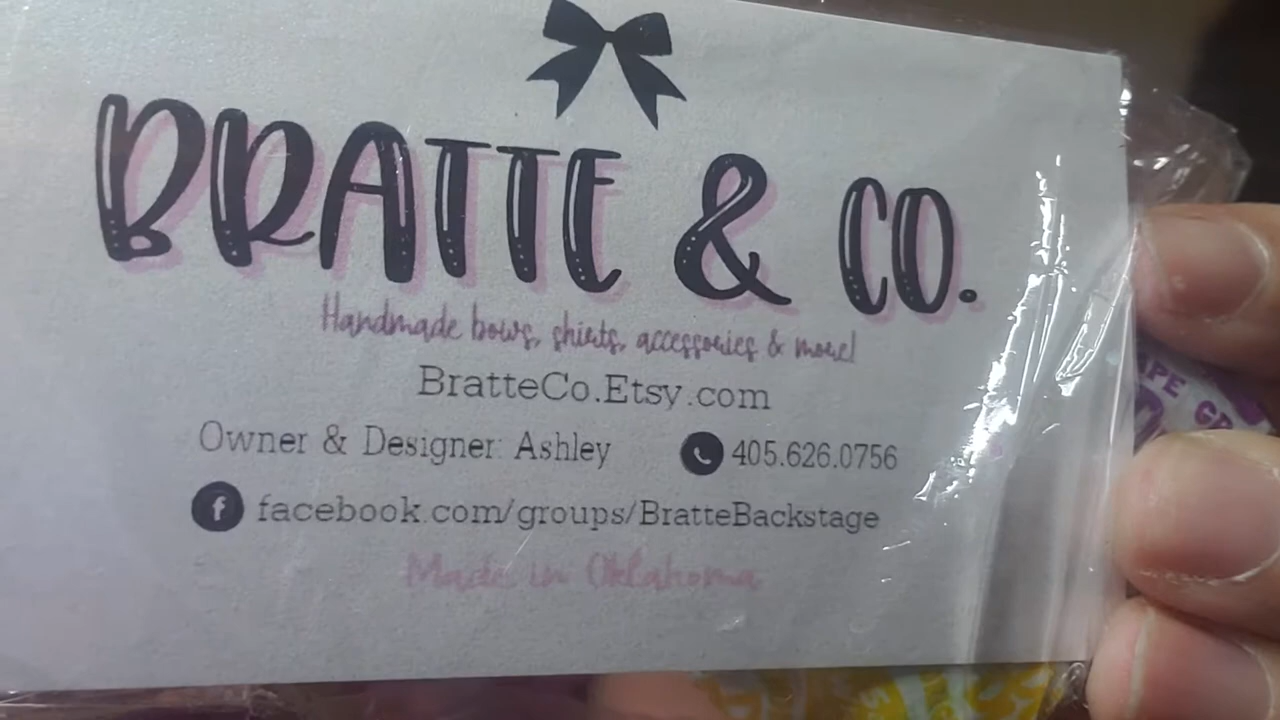 BRATTE & CO.
Handmade bows, shirts, accessories & more!
BratteCo.Etsy.com
Owner & Designer: Ashley 405.626.0756
facebook.com/groups/BratteBackstage
Made in Oklahoma